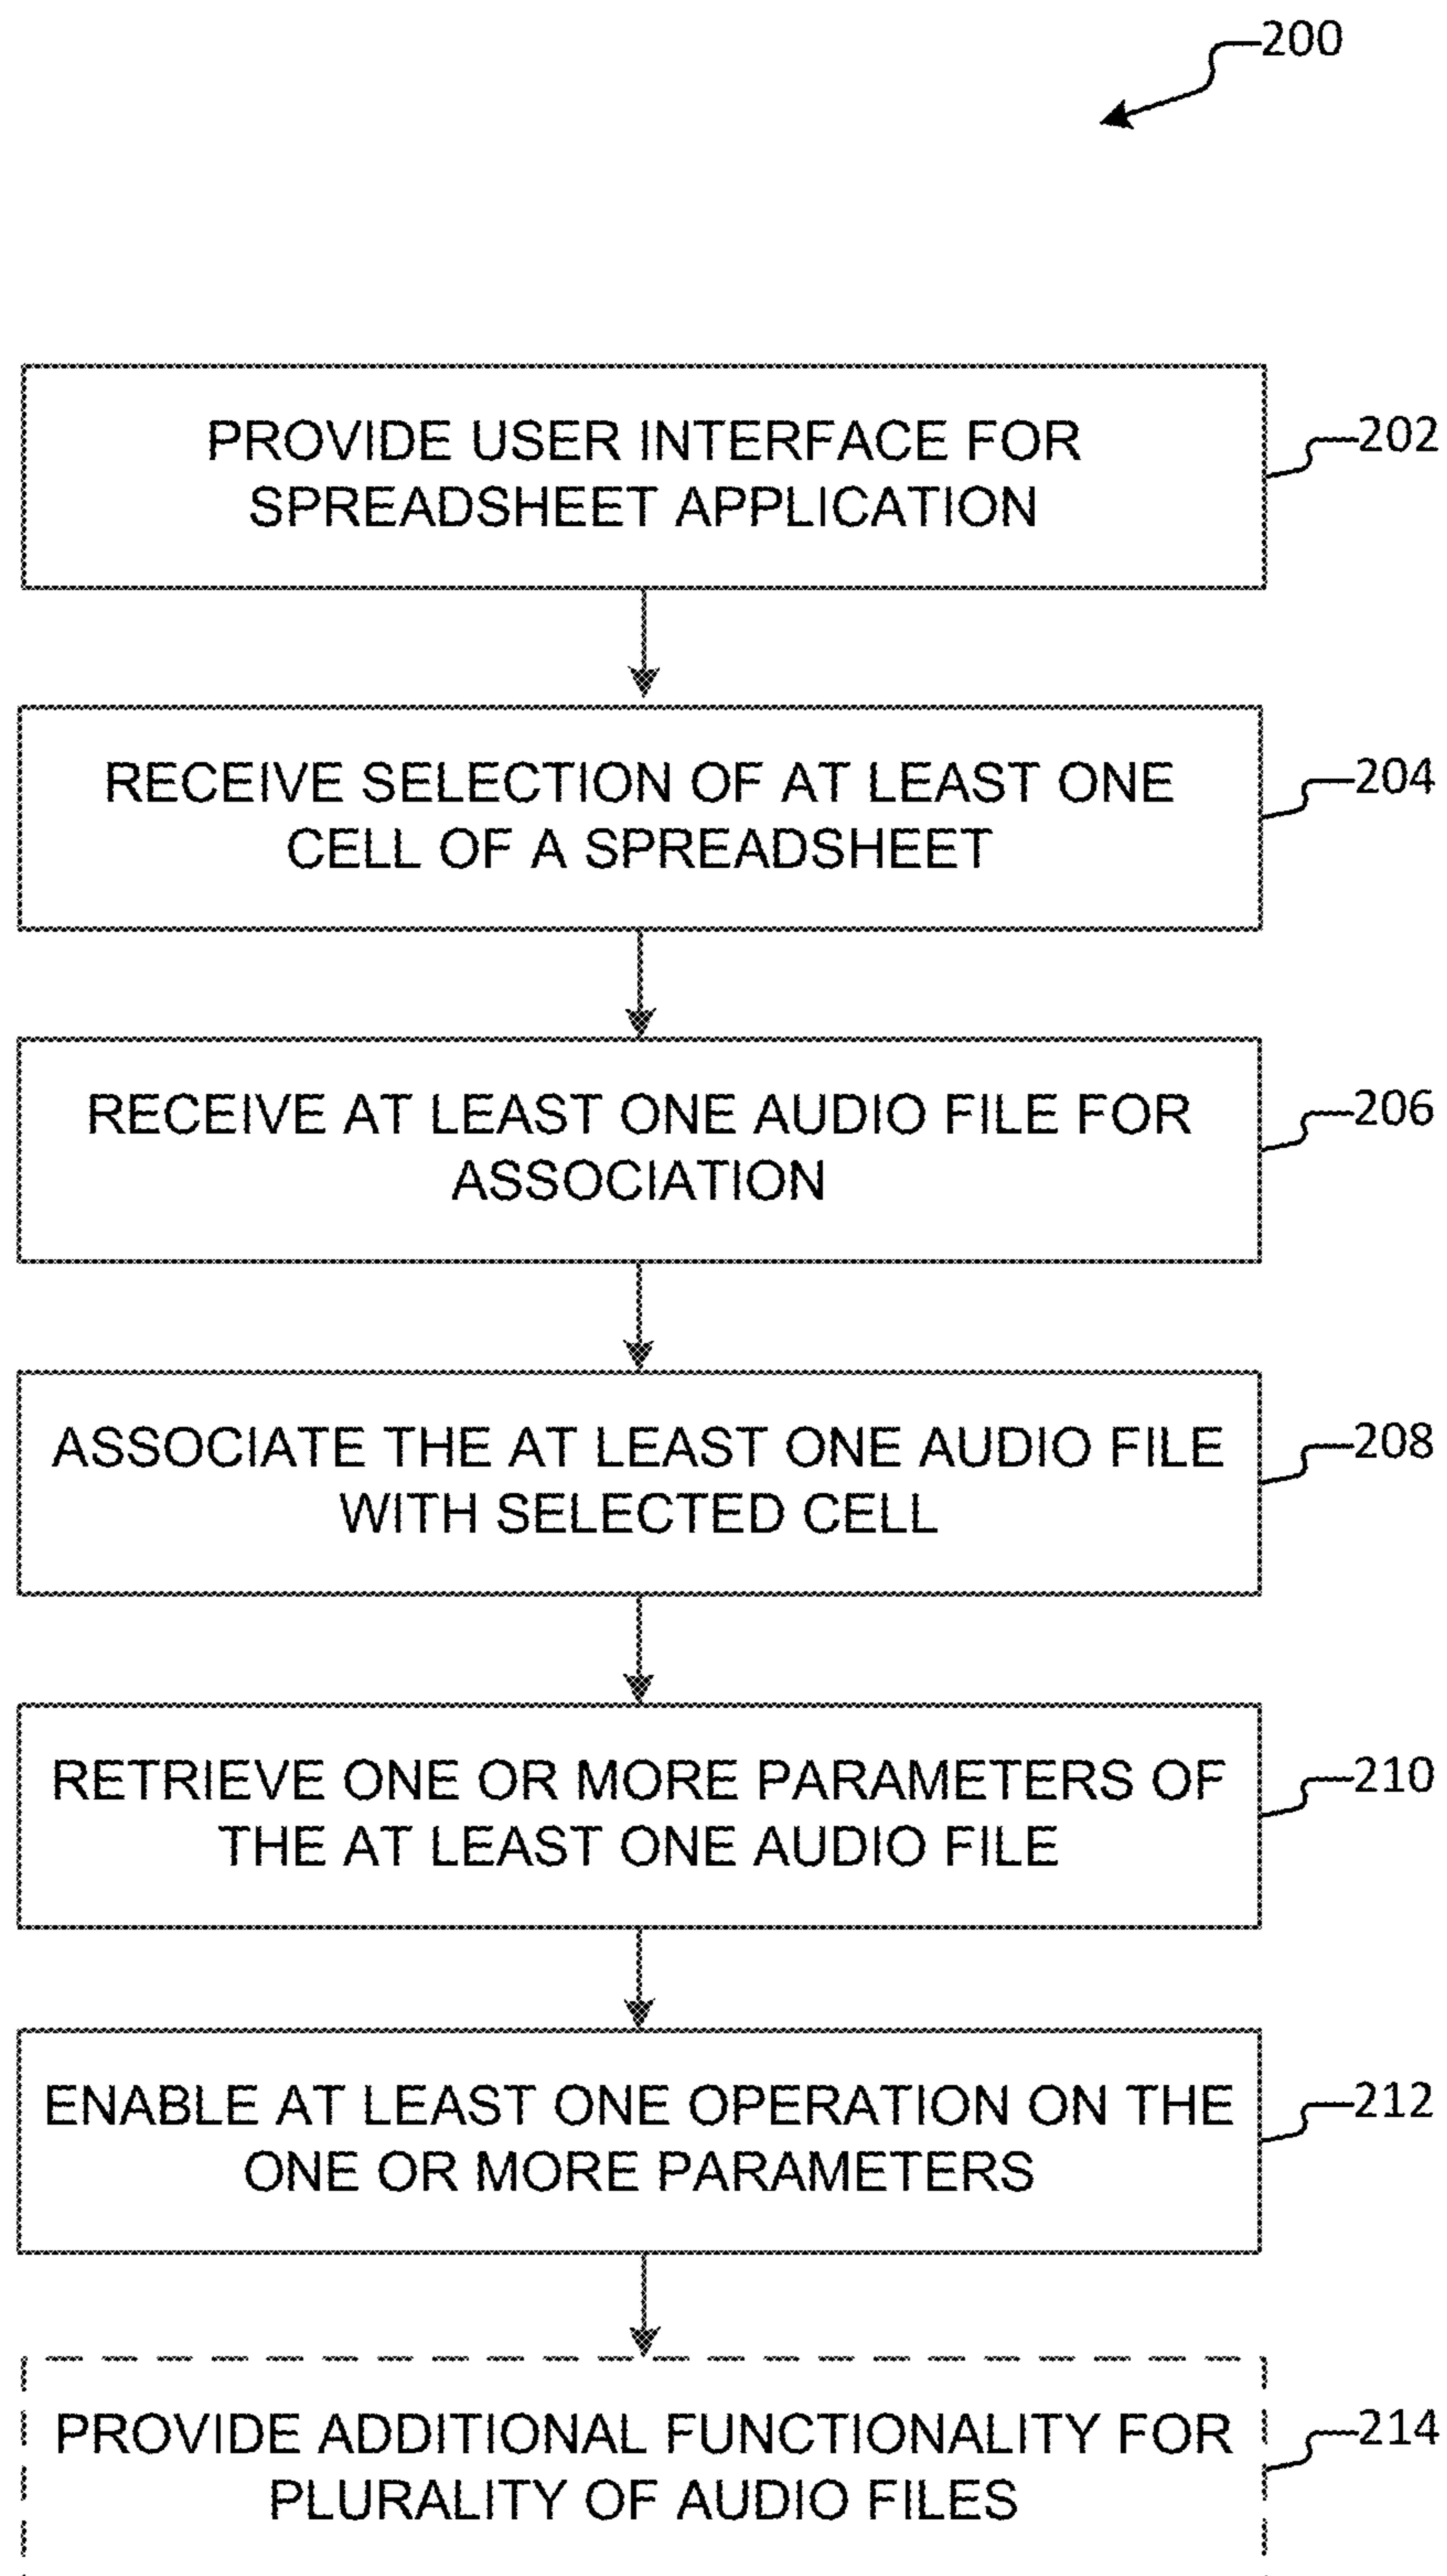 200
PROVIDE USER INTERFACE FOR
SPREADSHEET APPLICATION
202
RECEIVE SELECTION OF AT LEAST ONE
CELL OF A SPREADSHEET
204
RECEIVE AT LEAST ONE AUDIO FILE FOR
ASSOCIATION
206
ASSOCIATE THE AT LEAST ONE AUDIO FILE
WITH SELECTED CELL
208
RETRIEVE ONE OR MORE PARAMETERS OF
THE AT LEAST ONE AUDIO FILE
210
ENABLE AT LEAST ONE OPERATION ON THE
ONE OR MORE PARAMETERS
212
PROVIDE ADDITIONAL FUNCTIONALITY FOR
PLURALITY OF AUDIO FILES
214